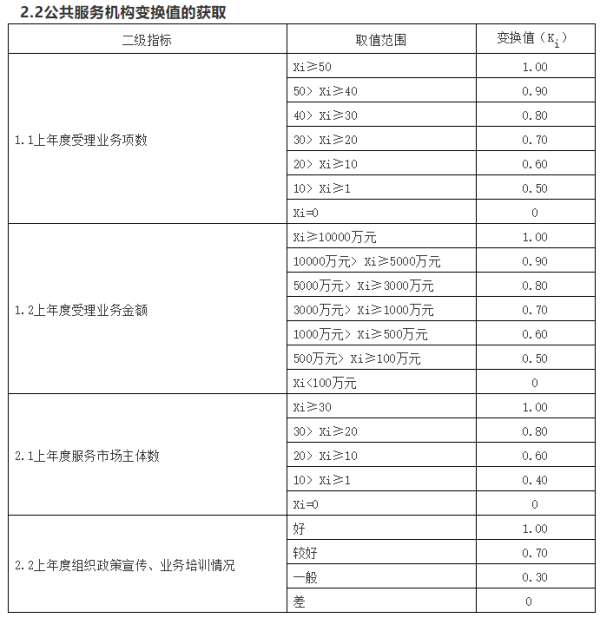 2.2公共服务机构变换值的获取
二级指标 取值范围 变换值（Ki）
1.1上年度受理业务项数
Xi≥50 1.00
50> Xi≥40 0.90
40> Xi≥30 0.80
30> Xi≥20 0.70
20> Xi≥10 0.60
10> Xi≥1 0.50
Xi=0 0
1.2上年度受理业务金额
Xi≥10000万元 1.00
10000万元> Xi≥5000万元 0.90
5000万元> Xi≥3000万元 0.80
3000万元> Xi≥1000万元 0.70
1000万元> Xi≥500万元 0.60
500万元> Xi≥100万元 0.50
Xi<100万元 0
2.1上年度服务市场主体数
Xi≥30 1.00
30> Xi≥20 0.80
20> Xi≥10 0.60
10> Xi≥1 0.40
Xi=0 0
2.2上年度组织政策宣传、业务培训情况
好 1.00
较好 0.70
一般 0.30
差 0